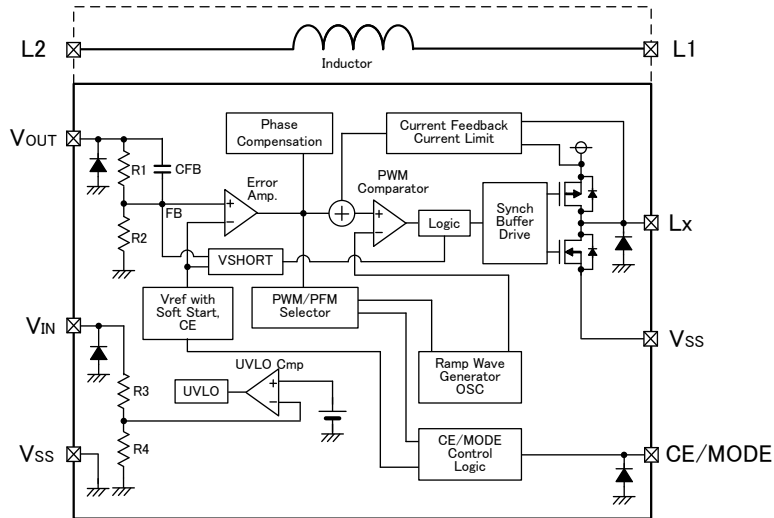 L2
L1
Inductor
VOUT
R1
CFB
FB
R2
Phase
Compensation
Error
Amp.
+
−
Current Feedback
Current Limit
PWM
Comparator
+
+
−
Logic
Synch
Buffer
Drive
Lx
VSHORT
Vref with
Soft Start,
CE
PWM/PFM
Selector
VIN
VSS
UVLO Cmp
R3
UVLO
+
−
Ramp Wave
Generator
OSC
R4
VSS
CE/MODE
Control
Logic
CE/MODE